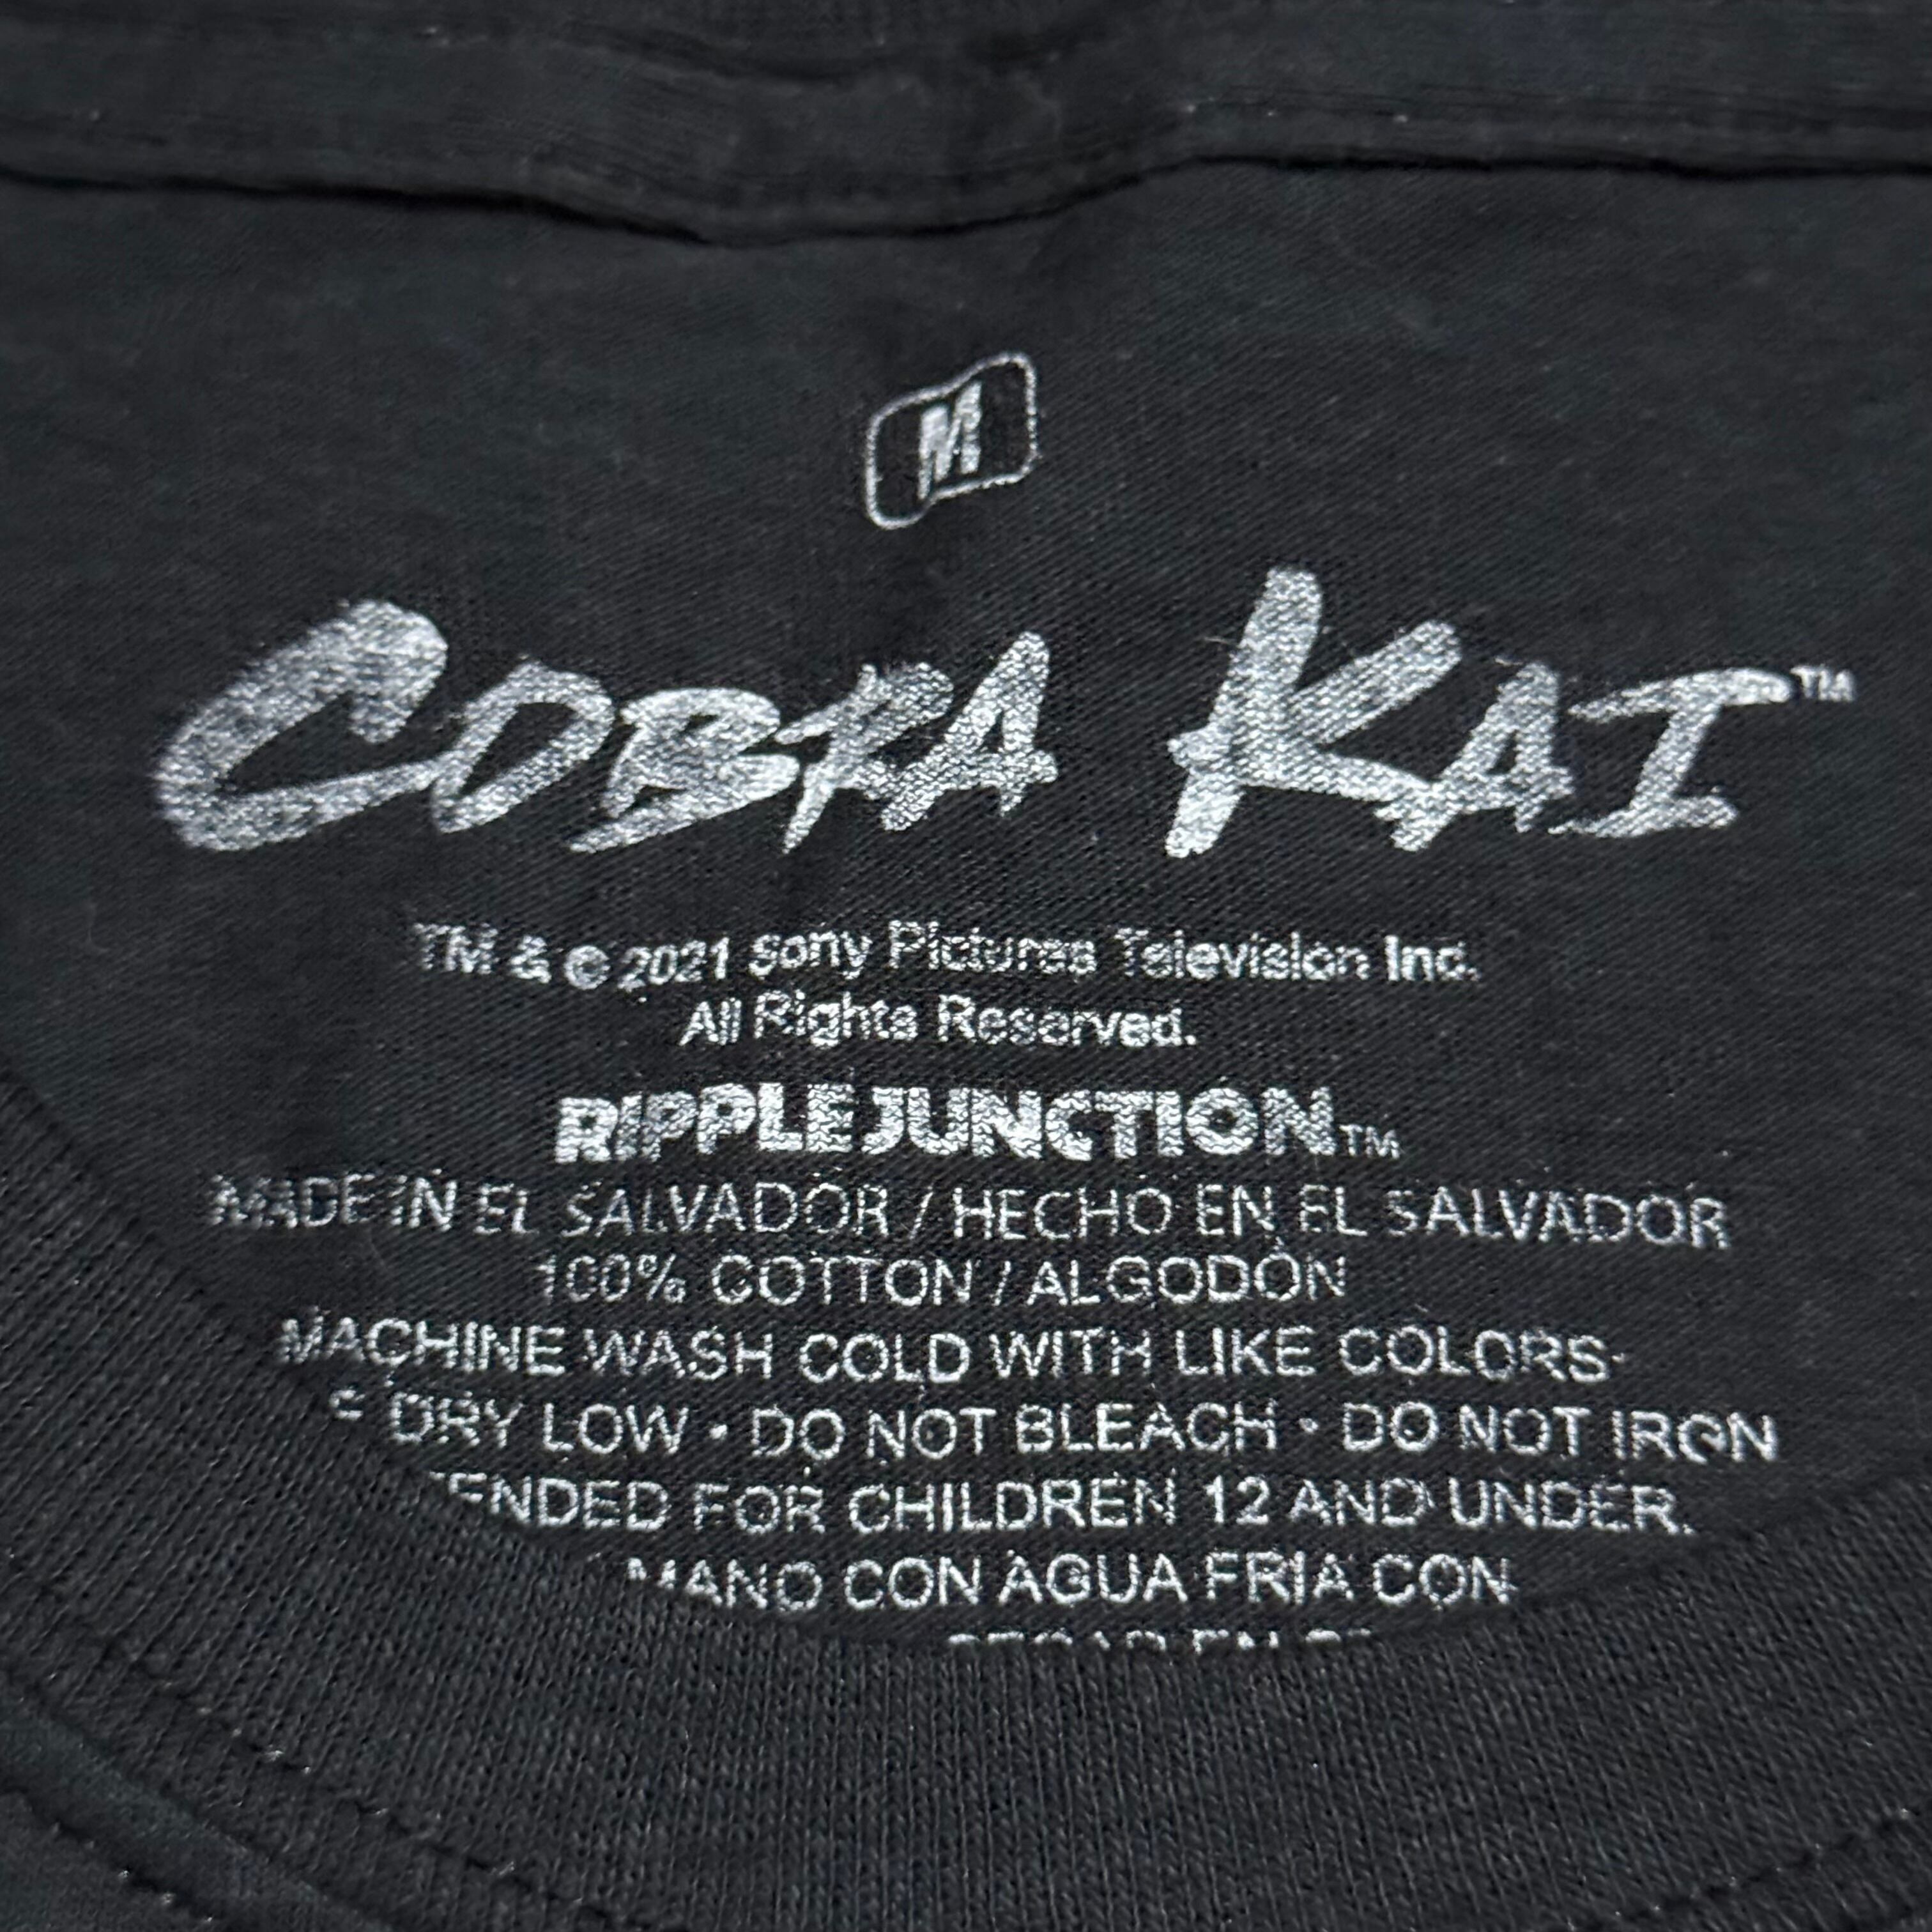 M
COBRA KAI™
TM & © 2021 Sony Pictures Television Inc.
All Rights Reserved.
RIPPLE JUNCTION™
MADE IN EL SALVADOR / HECHO EN EL SALVADOR
100% COTTON / ALGODÓN
MACHINE WASH COLD WITH LIKE COLORS·
DRY LOW • DO NOT BLEACH • DO NOT IRON
FOR CHILDREN 12 AND UNDER.
MANO CON AGUA FRIA CON